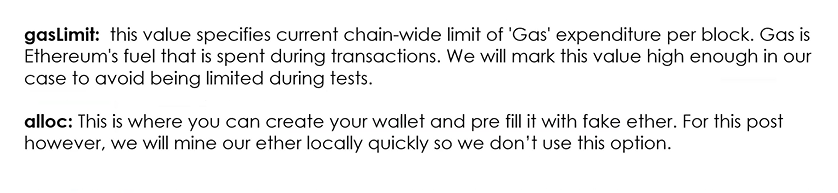 gasLimit: this value specifies current chain-wide limit of 'Gas' expenditure per block. Gas is
Ethereum's fuel that is spent during transactions. We will mark this value high enough in our
case to avoid being limited during tests.
alloc: This is where you can create your wallet and pre fill it with fake ether. For this post
however, we will mine our ether locally quickly so we don’t use this option.